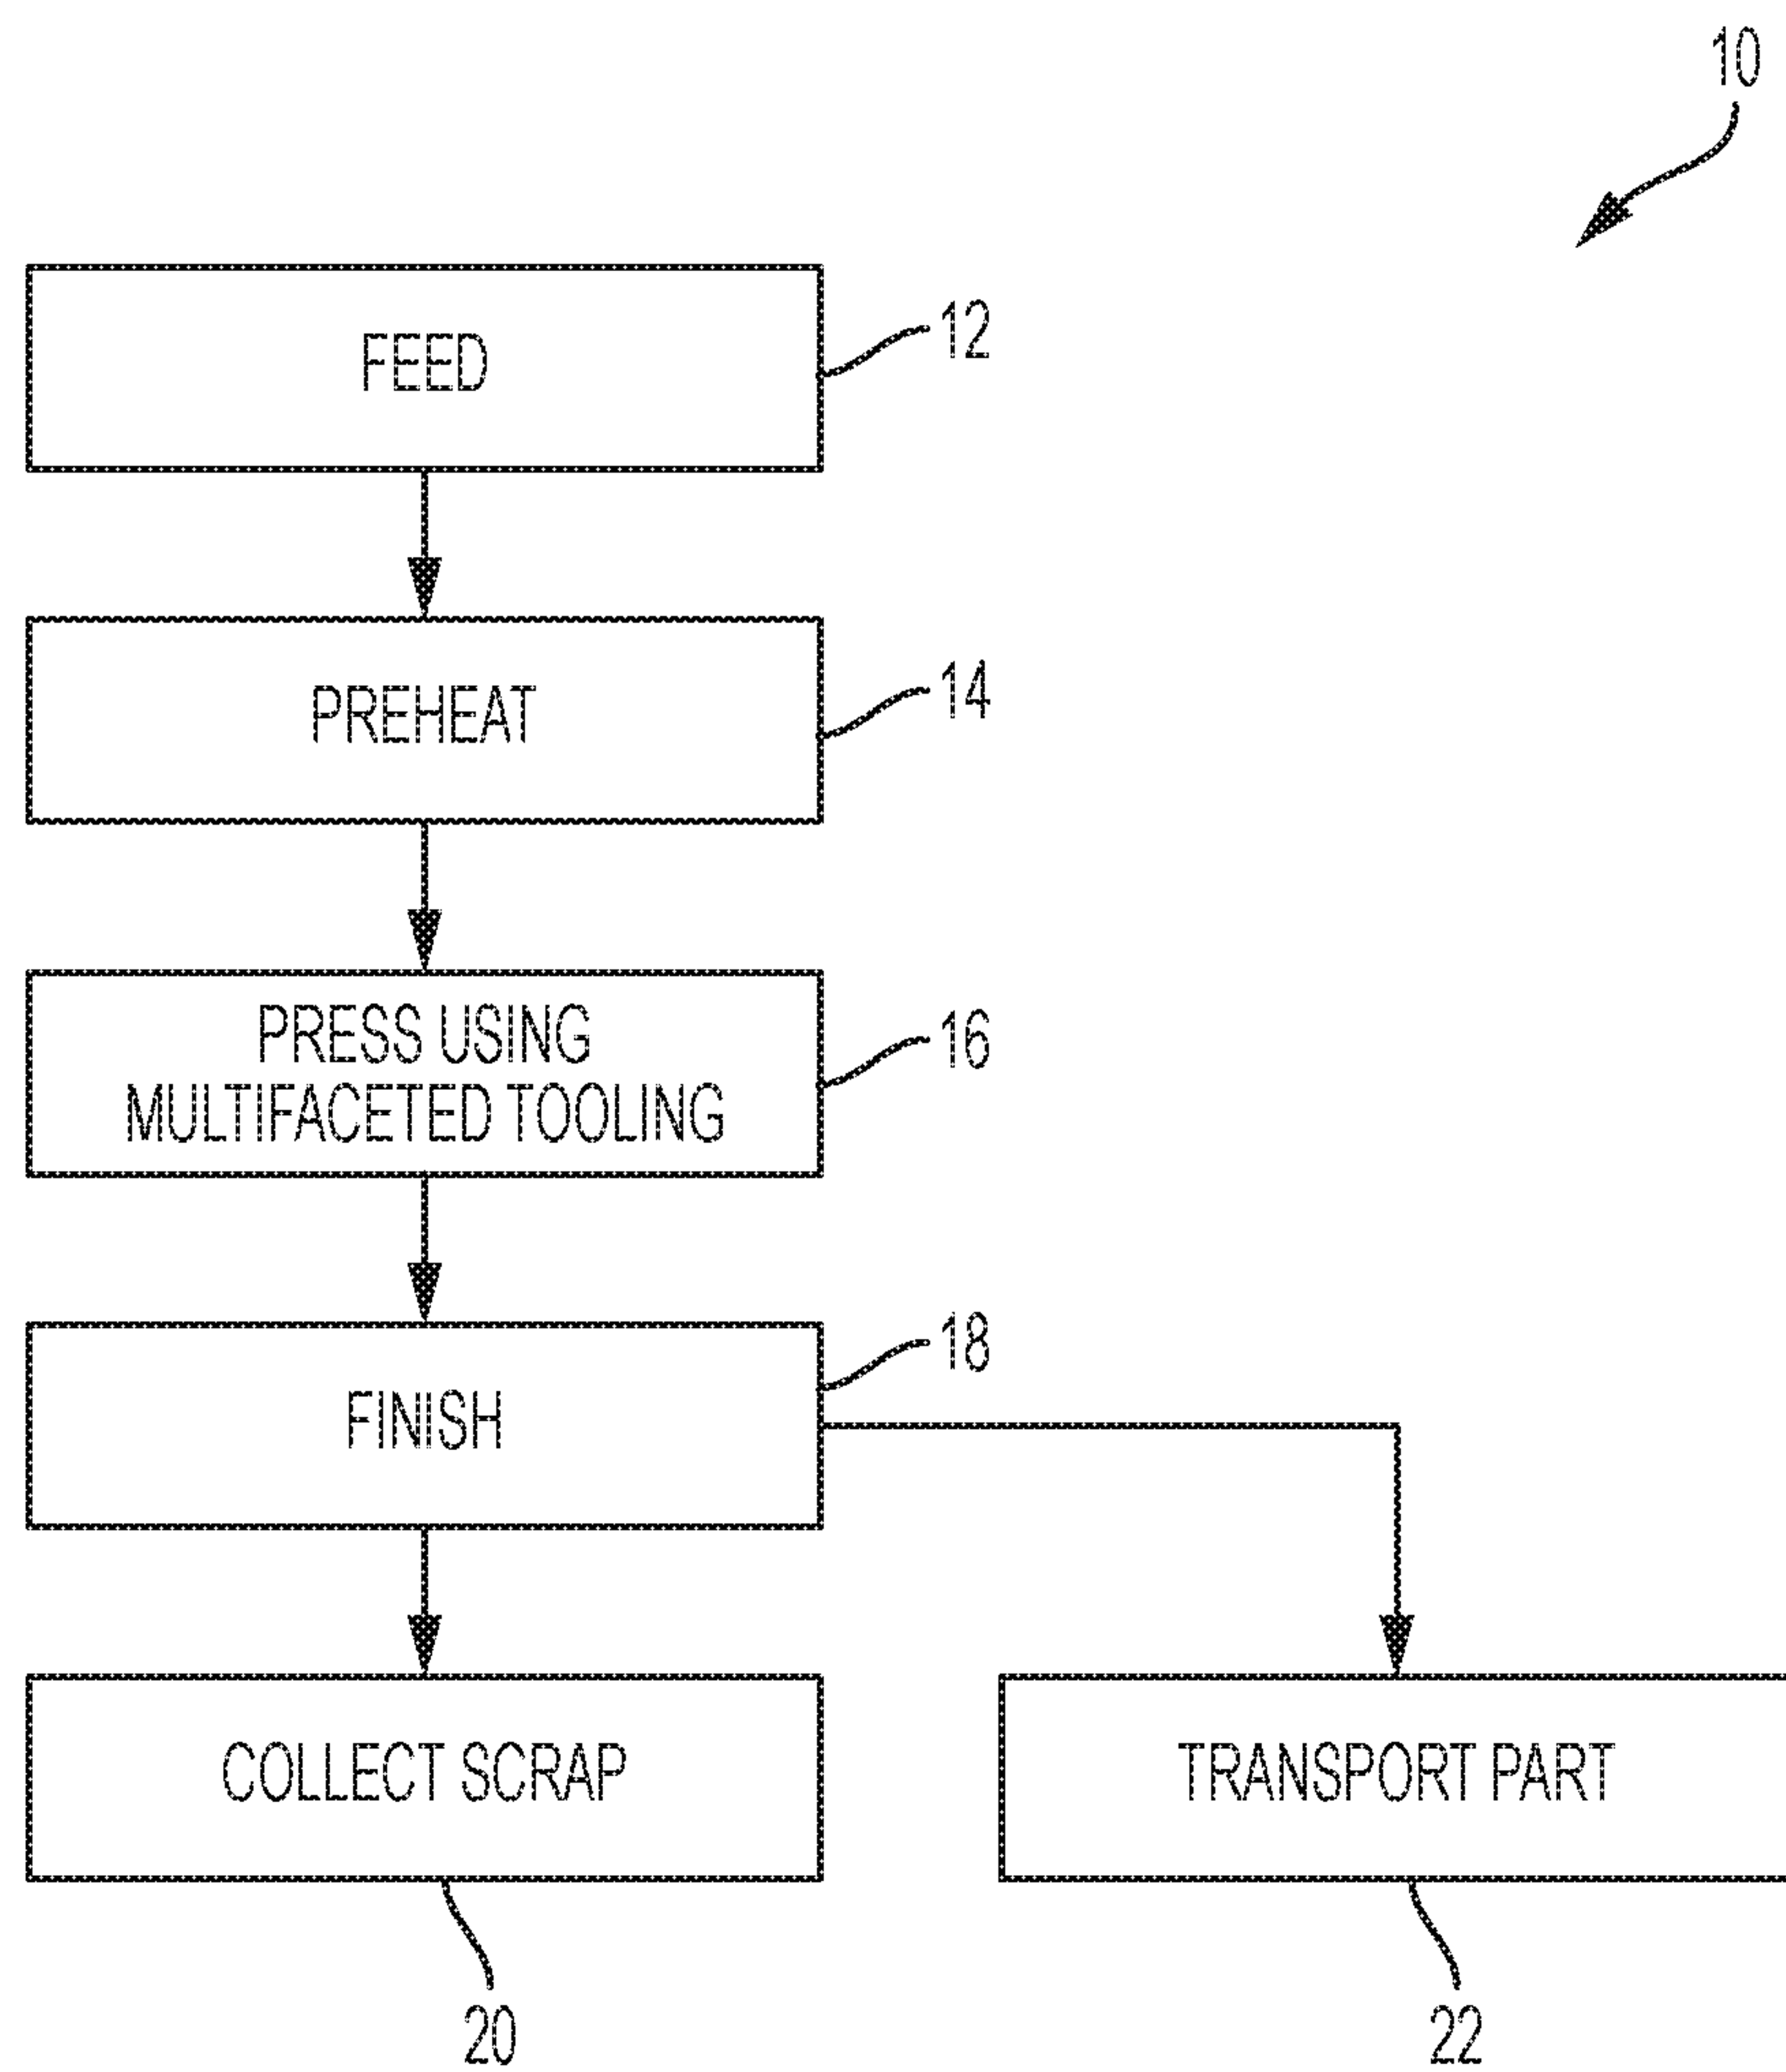 10
FEED
12
PREHEAT
14
PRESS USING
MULTIFACETED TOOLING
16
FINISH
18
COLLECT SCRAP
TRANSPORT PART
20
22